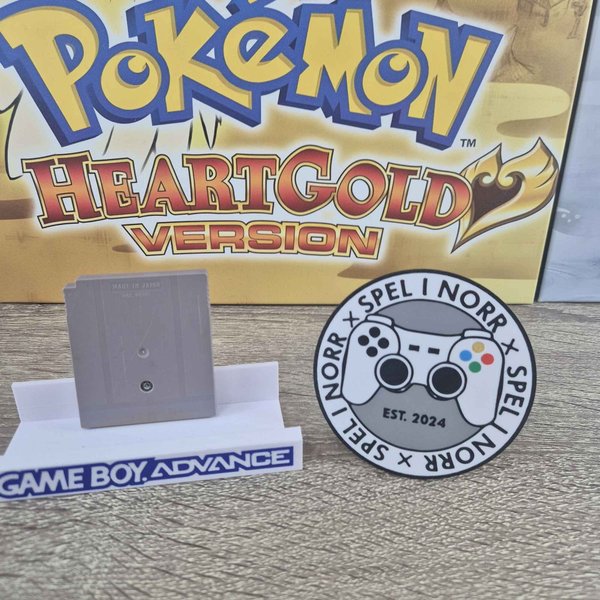 POKéMON
TM
HEARTGOLD
VERSION
MADE IN JAPAN
SPEL I NORR × SPEL I NORR × SPEL I NORR ×
EST. 2024
GAME BOY ADVANCE